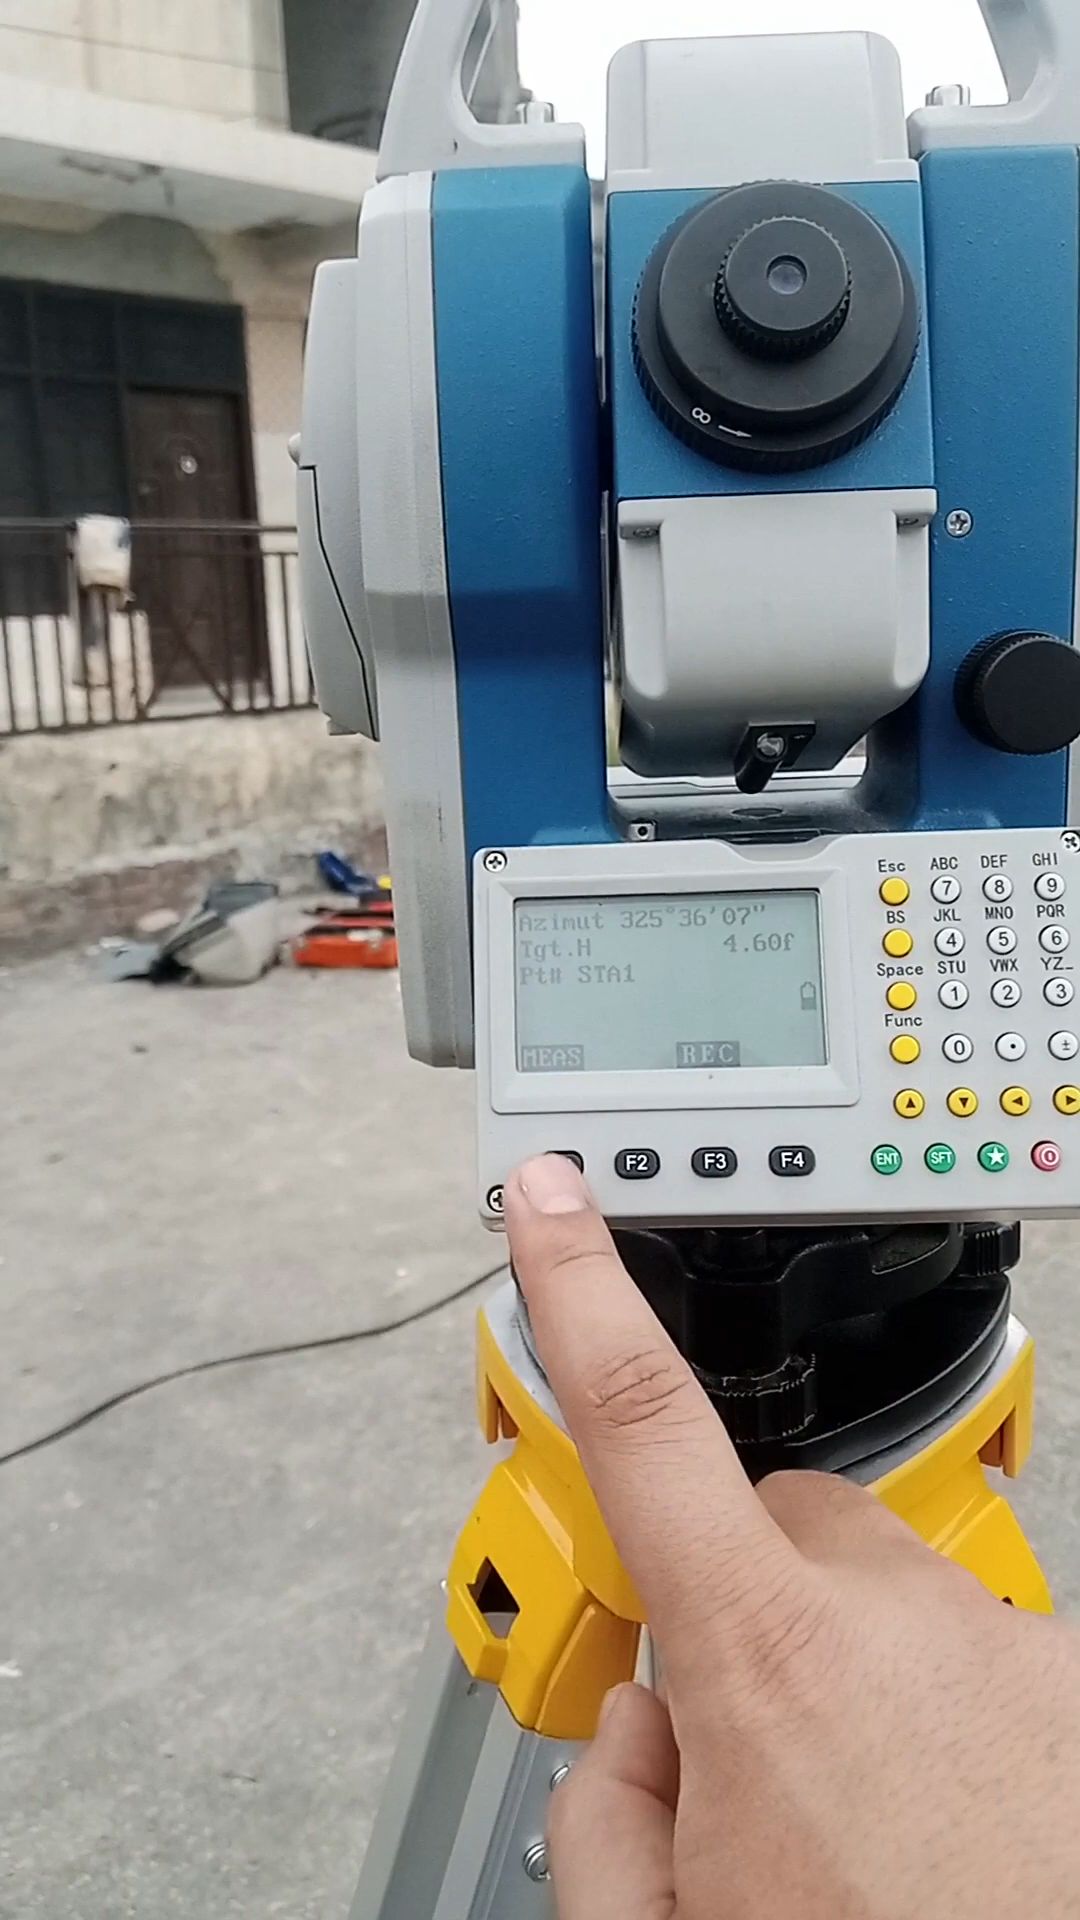 ∞
Azimut 325°36'07"
Tgt.H 4.60f
Pt# STA1
MEAS REC
Esc ABC DEF GHI
7 8 9
BS JKL MNO PQR
4 5 6
Space STU VWX YZ_
1 2 3
Func
0 • ±
▲ ▼ ◀ ▶
F2 F3 F4 ENT SFT ★